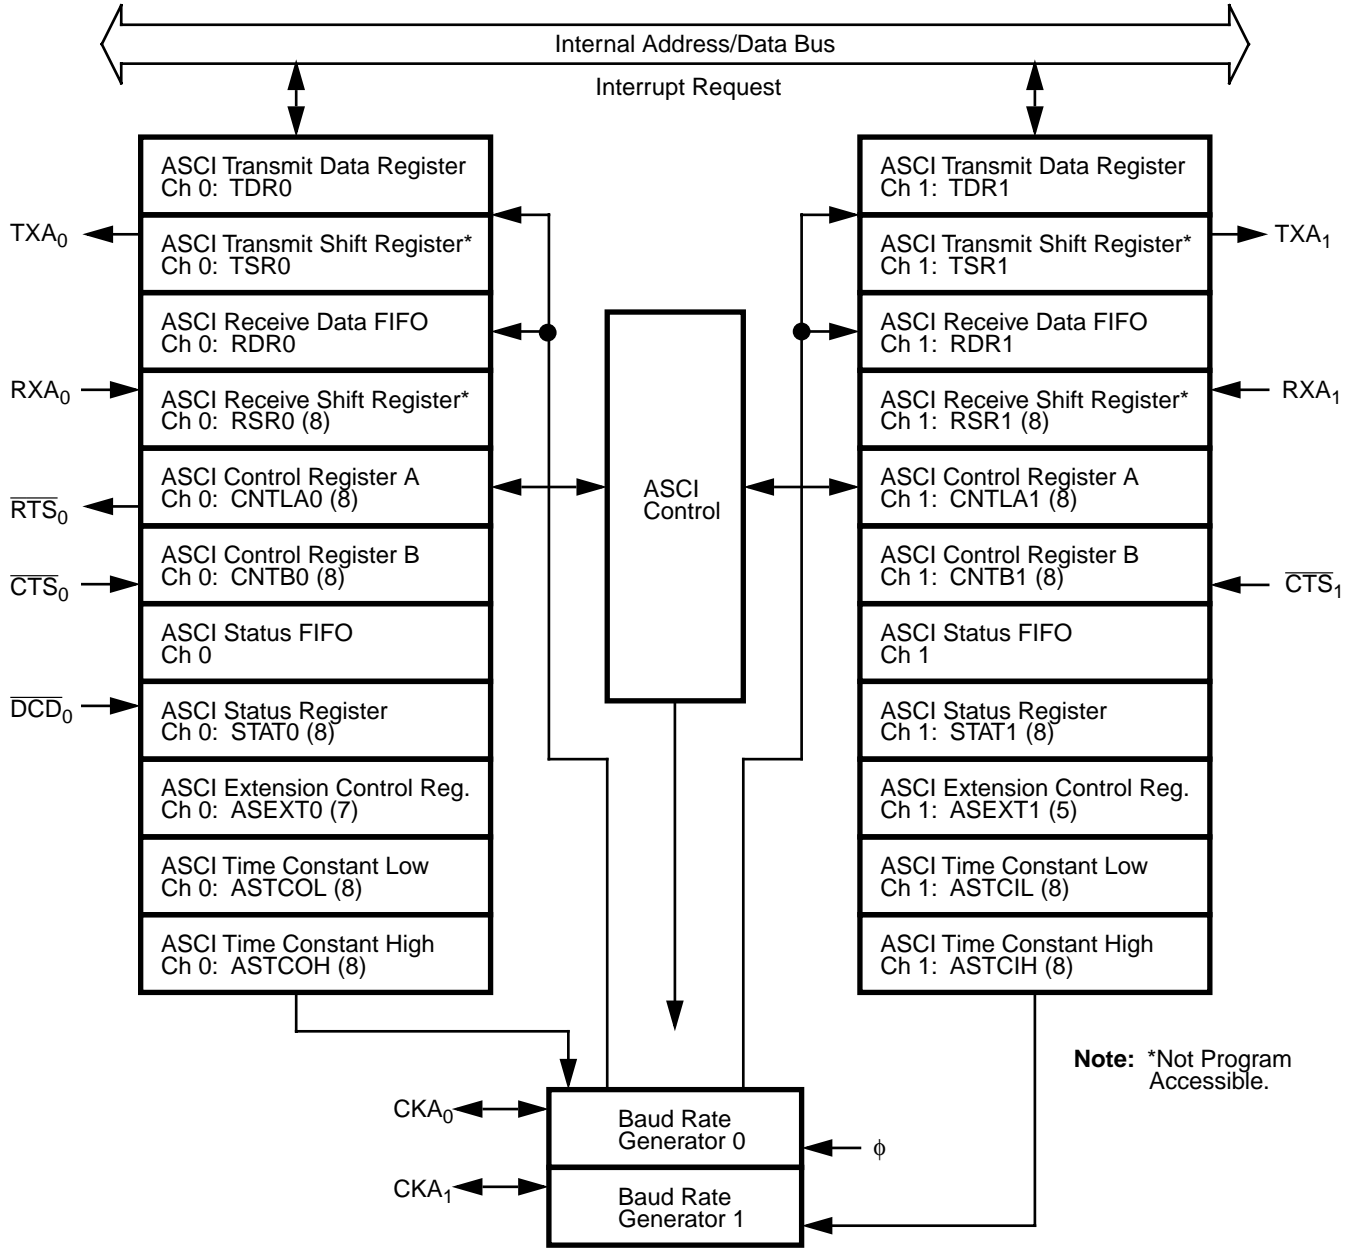 Internal Address/Data Bus
Interrupt Request
ASCI Transmit Data Register
Ch 0: TDR0
ASCI Transmit Shift Register*
Ch 0: TSR0
ASCI Receive Data FIFO
Ch 0: RDR0
ASCI Receive Shift Register*
Ch 0: RSR0 (8)
ASCI Control Register A
Ch 0: CNTLA0 (8)
ASCI Control Register B
Ch 0: CNTB0 (8)
ASCI Status FIFO
Ch 0
ASCI Status Register
Ch 0: STAT0 (8)
ASCI Extension Control Reg.
Ch 0: ASEXT0 (7)
ASCI Time Constant Low
Ch 0: ASTCOL (8)
ASCI Time Constant High
Ch 0: ASTCOH (8)
TXA0
RXA0
RTS0
CTS0
DCD0
ASCI
Control
ASCI Transmit Data Register
Ch 1: TDR1
ASCI Transmit Shift Register*
Ch 1: TSR1
ASCI Receive Data FIFO
Ch 1: RDR1
ASCI Receive Shift Register*
Ch 1: RSR1 (8)
ASCI Control Register A
Ch 1: CNTLA1 (8)
ASCI Control Register B
Ch 1: CNTB1 (8)
ASCI Status FIFO
Ch 1
ASCI Status Register
Ch 1: STAT1 (8)
ASCI Extension Control Reg.
Ch 1: ASEXT1 (5)
ASCI Time Constant Low
Ch 1: ASTCIL (8)
ASCI Time Constant High
Ch 1: ASTCIH (8)
TXA1
RXA1
CTS1
Note: *Not Program
Accessible.
CKA0
Baud Rate
Generator 0
ϕ
CKA1
Baud Rate
Generator 1